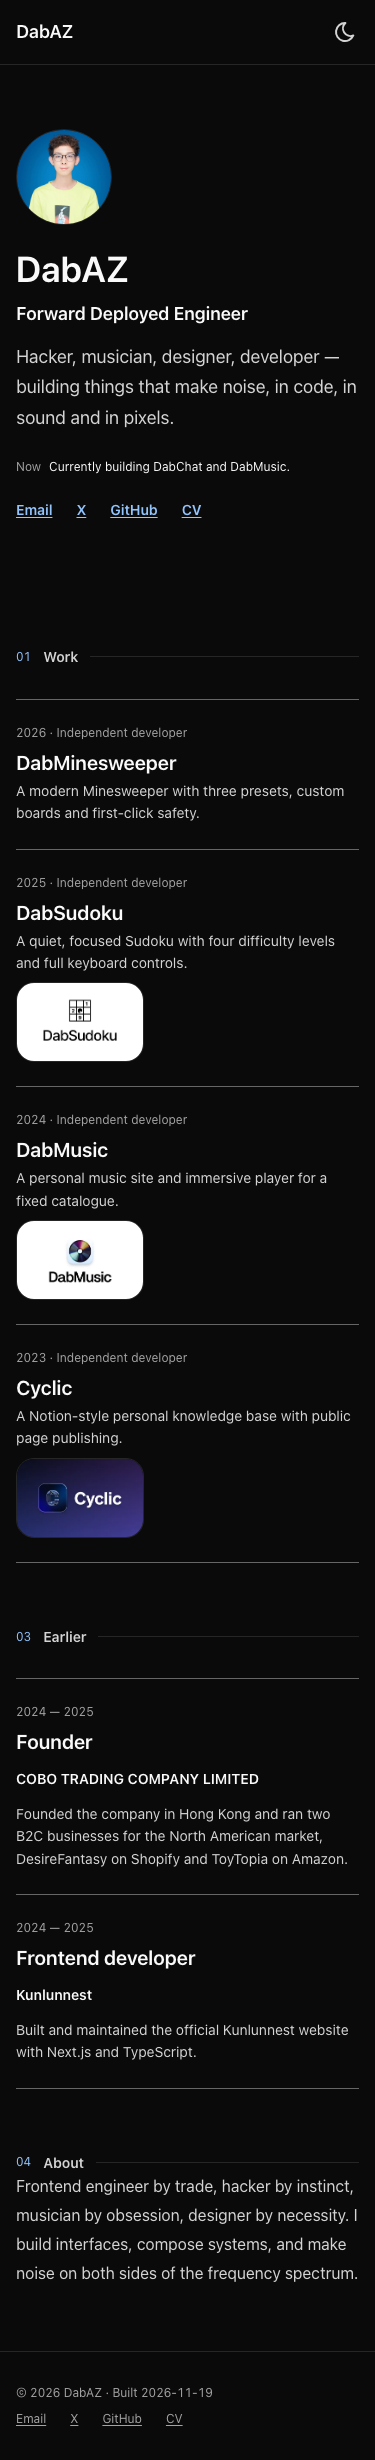 DabAZ
DabAZ
Forward Deployed Engineer
Hacker, musician, designer, developer —
building things that make noise, in code, in
sound and in pixels.
Now Currently building DabChat and DabMusic.
Email X GitHub CV
01 Work
2026 · Independent developer
DabMinesweeper
A modern Minesweeper with three presets, custom
boards and first-click safety.
2025 · Independent developer
DabSudoku
A quiet, focused Sudoku with four difficulty levels
and full keyboard controls.
DabSudoku
2024 · Independent developer
DabMusic
A personal music site and immersive player for a
fixed catalogue.
DabMusic
2023 · Independent developer
Cyclic
A Notion-style personal knowledge base with public
page publishing.
Cyclic
03 Earlier
2024 — 2025
Founder
COBO TRADING COMPANY LIMITED
Founded the company in Hong Kong and ran two
B2C businesses for the North American market,
DesireFantasy on Shopify and ToyTopia on Amazon.
2024 — 2025
Frontend developer
Kunlunnest
Built and maintained the official Kunlunnest website
with Next.js and TypeScript.
04 About
Frontend engineer by trade, hacker by instinct,
musician by obsession, designer by necessity. I
build interfaces, compose systems, and make
noise on both sides of the frequency spectrum.
© 2026 DabAZ · Built 2026-11-19
Email X GitHub CV